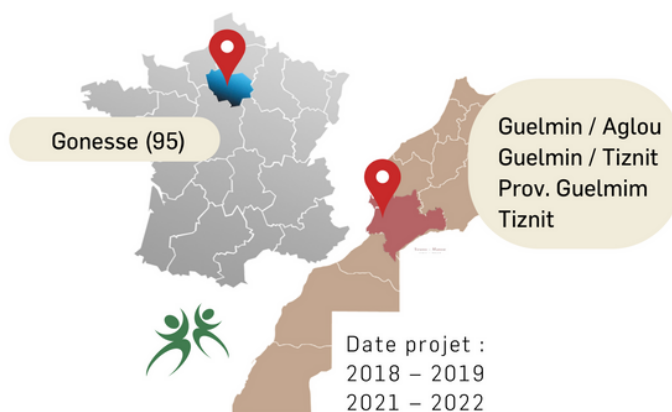 Gonesse (95)
Guelmin / Aglou
Guelmin / Tiznit
Prov. Guelmim
Tiznit
Date projet :
2018 – 2019
2021 – 2022